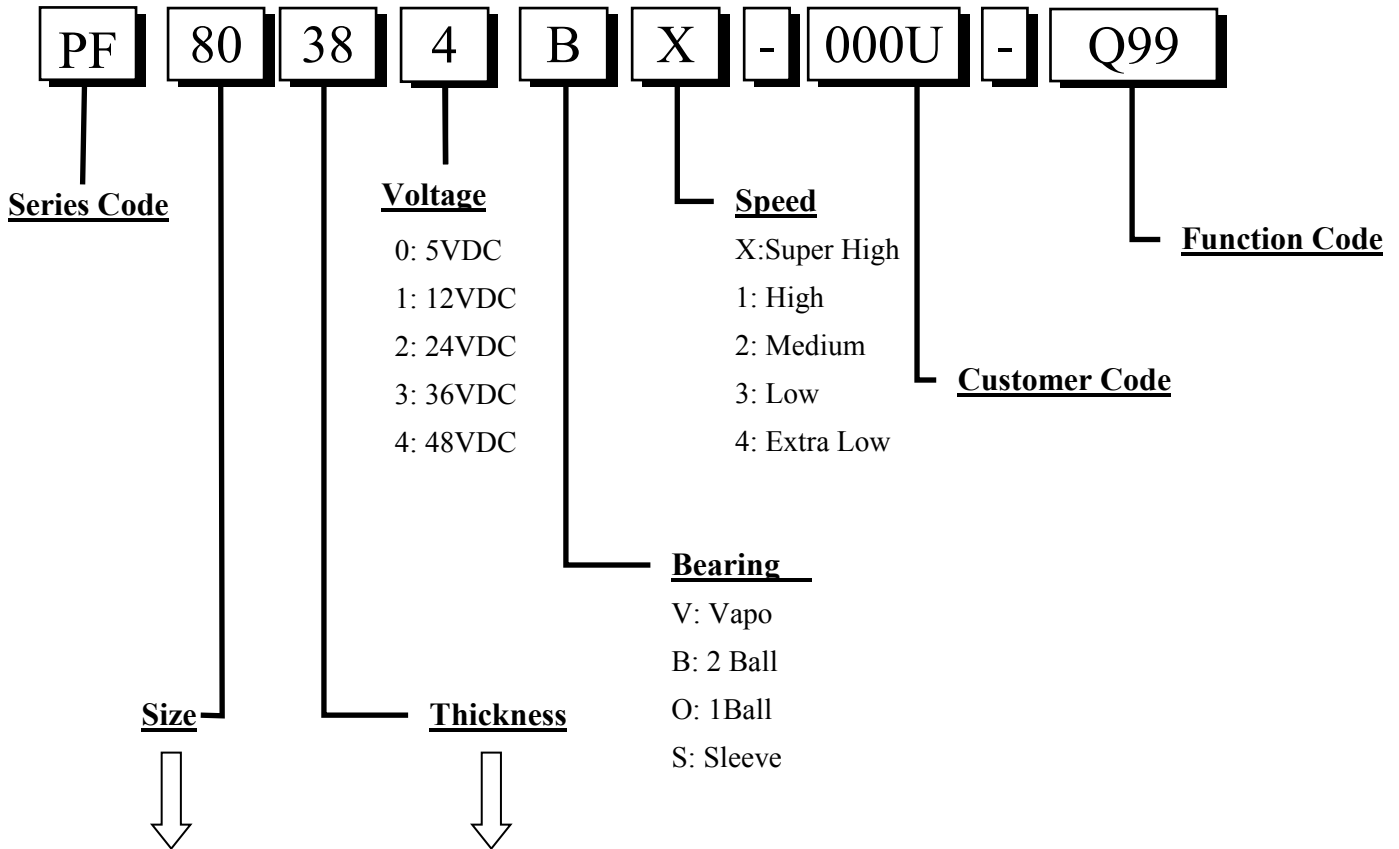 PF 80 38 4 B X - 000U - Q99
Series Code
Voltage
0: 5VDC
1: 12VDC
2: 24VDC
3: 36VDC
4: 48VDC
Speed
X:Super High
1: High
2: Medium
3: Low
4: Extra Low
Function Code
Customer Code
Bearing
V: Vapo
B: 2 Ball
O: 1Ball
S: Sleeve
Size
Thickness